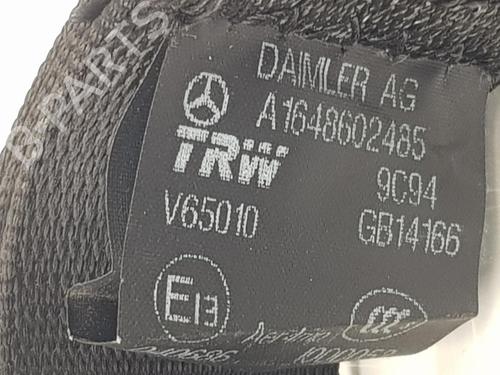 DAIMLER AG
A1648602485
TRW
9C94
V65010
GB14166
E13
B-PARTS